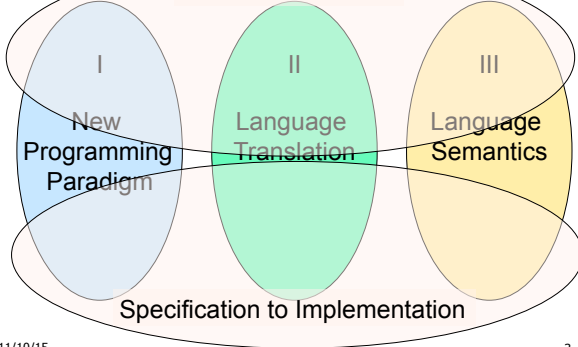 I II III
New Language Language
Programming Translation Semantics
Paradigm
Specification to Implementation